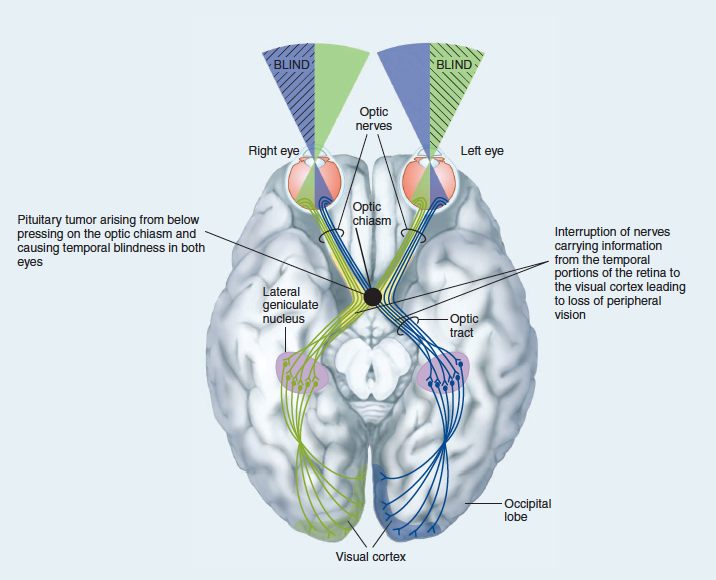 BLIND
BLIND
Optic
nerves
Right eye
Left eye
Optic
chiasm
Pituitary tumor arising from below
pressing on the optic chiasm and
causing temporal blindness in both
eyes
Interruption of nerves
carrying information
from the temporal
portions of the retina to
the visual cortex leading
to loss of peripheral
vision
Lateral
geniculate
nucleus
Optic
tract
Occipital
lobe
Visual cortex